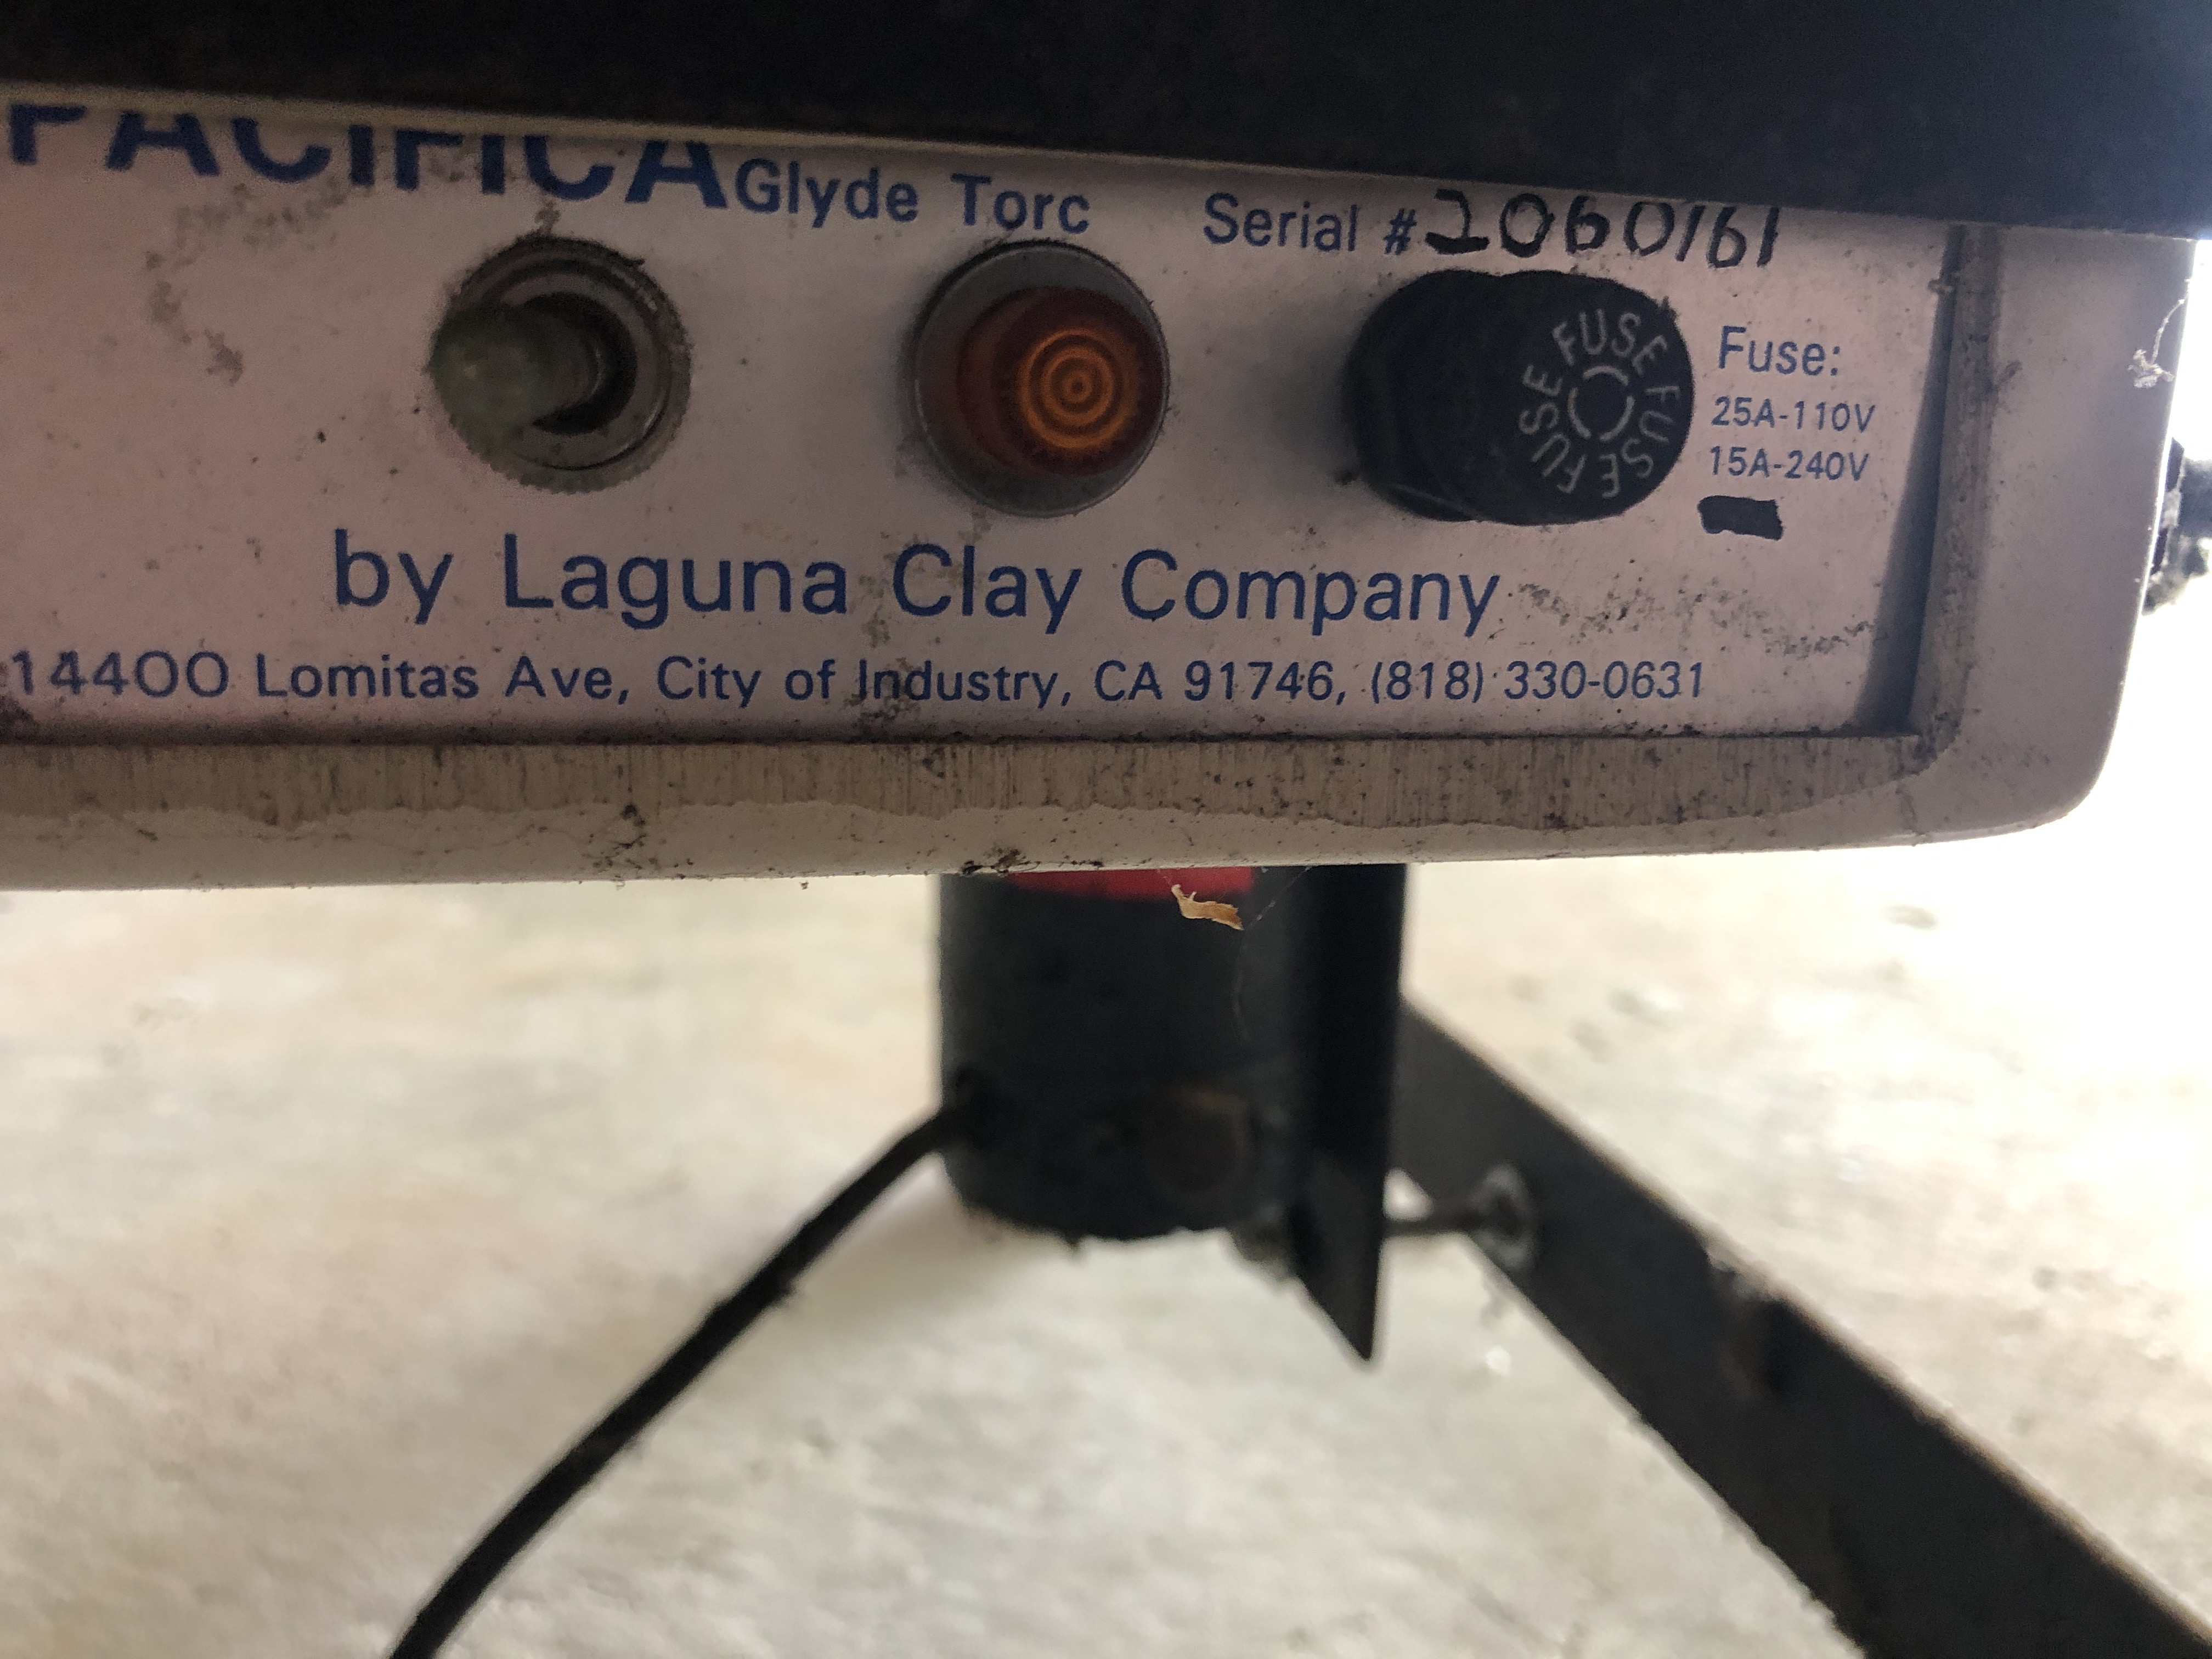 PACIFICA Glyde Torc Serial # 2060161
FUSE FUSE FUSE FUSE
Fuse:
25A-110V
15A-240V
by Laguna Clay Company
14400 Lomitas Ave, City of Industry, CA 91746, (818) 330-0631